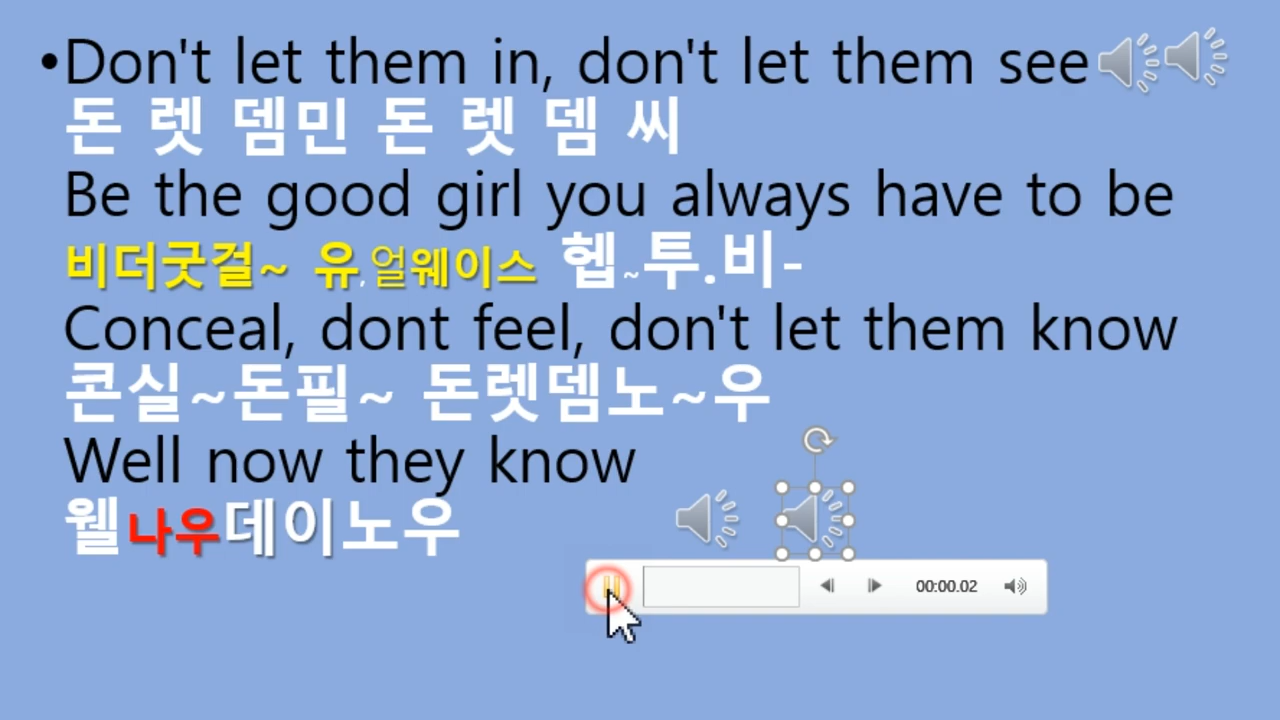 •Don't let them in, don't let them see
돈 렛 뎀민 돈 렛 뎀 씨
Be the good girl you always have to be
비더굿걸~ 유,얼웨이스 헵~투.비-
Conceal, dont feel, don't let them know
콘실~돈필~ 돈렛뎀노~우
Well now they know
웰나우데이노우
00:00.02